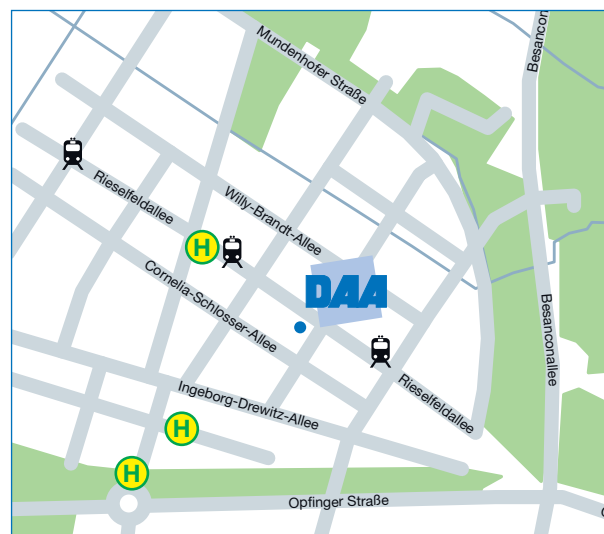 Mundenhofer Straße
Besancon
Rieselfeldallee
Willy-Brandt-Allee
H
Cornelia-Schlosser-Allee
DAA
Besanconallee
Rieselfeldallee
Ingeborg-Drewitz-Allee
H
H
Opfinger Straße